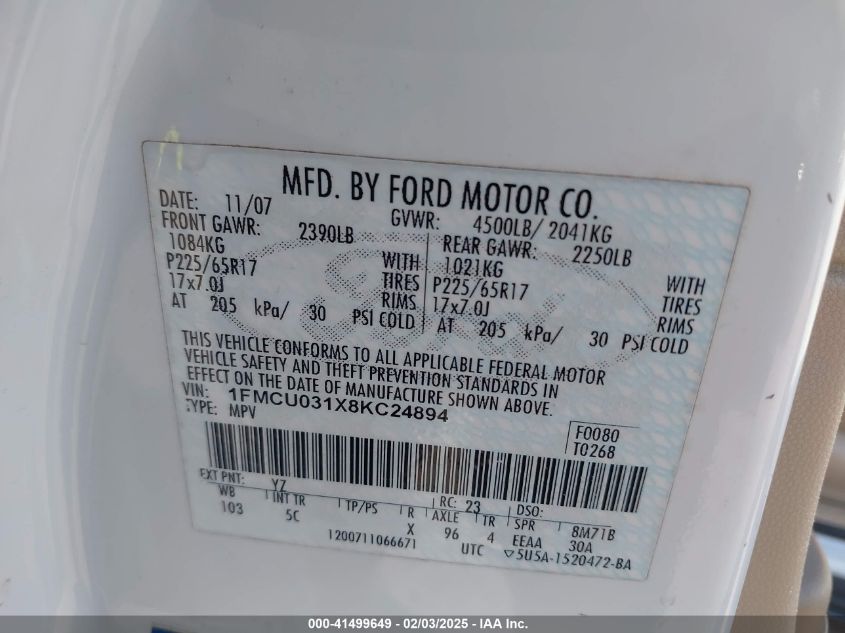 MFD. BY FORD MOTOR CO.
DATE: 11/07 GVWR: 4500LB/ 2041KG
FRONT GAWR: 2390LB REAR GAWR: 2250LB
1084KG WITH 1021KG WITH
P225/65R17 TIRES P225/65R17 TIRES
17x7.0J RIMS 17x7.0J RIMS
AT 205 kPa/ 30 PSI COLD AT 205 kPa/ 30 PSI COLD
THIS VEHICLE CONFORMS TO ALL APPLICABLE FEDERAL MOTOR
VEHICLE SAFETY AND THEFT PREVENTION STANDARDS IN
EFFECT ON THE DATE OF MANUFACTURE SHOWN ABOVE.
VIN: 1FMCU031X8KC24894
TYPE: MPV
F0080
T0268
EXT PNT: YZ RC: 23 DSO:
WB INT TR TP/PS R AXLE TR SPR 8M71B
103 5C X 96 4 EEAA 30A
1200711066671 UTC ▽5U5A-1520472-BA
000-41499649 - 02/03/2025 - IAA Inc.